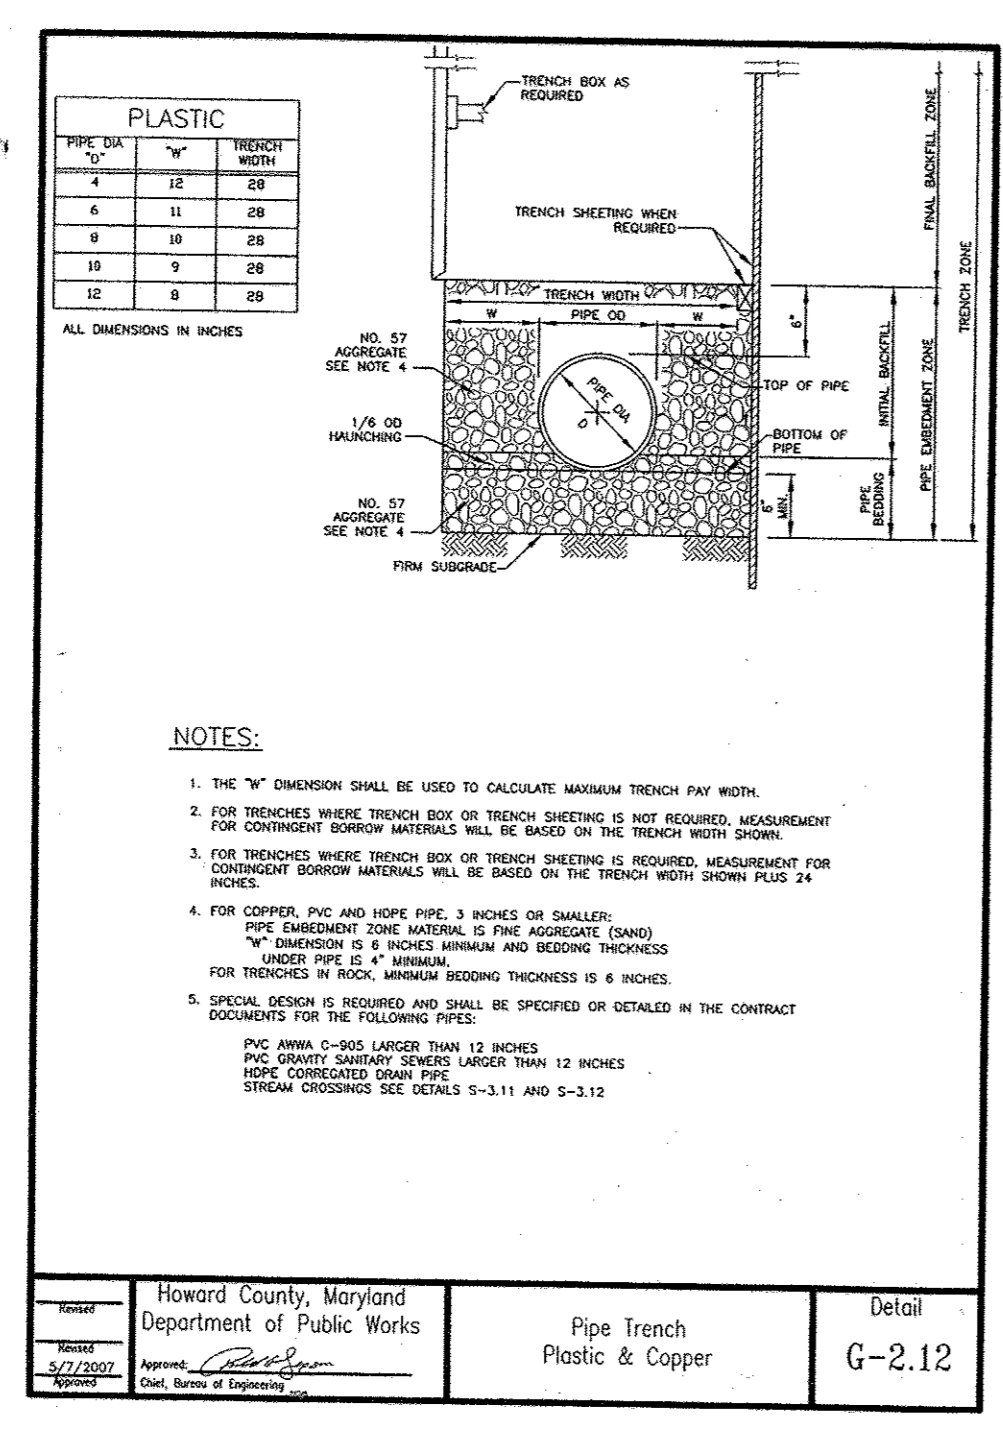 PLASTIC
PIPE DIA "D" "W" TRENCH WIDTH
4 12 28
6 11 28
8 10 28
10 9 28
12 8 28
ALL DIMENSIONS IN INCHES
TRENCH BOX AS
REQUIRED
TRENCH SHEETING WHEN
REQUIRED
TRENCH WIDTH
W PIPE OD W
NO. 57
AGGREGATE
SEE NOTE 4
1/6 OD
HAUNCHING
NO. 57
AGGREGATE
SEE NOTE 4
FIRM SUBGRADE
PIPE DIA
D
6"
TOP OF PIPE
BOTTOM OF
PIPE
6"
MIN.
PIPE
BEDDING
INITIAL BACKFILL
PIPE EMBEDMENT ZONE
FINAL BACKFILL ZONE
TRENCH ZONE
NOTES:
1. THE "W" DIMENSION SHALL BE USED TO CALCULATE MAXIMUM TRENCH PAY WIDTH.
2. FOR TRENCHES WHERE TRENCH BOX OR TRENCH SHEETING IS NOT REQUIRED, MEASUREMENT
FOR CONTINGENT BORROW MATERIALS WILL BE BASED ON THE TRENCH WIDTH SHOWN.
3. FOR TRENCHES WHERE TRENCH BOX OR TRENCH SHEETING IS REQUIRED, MEASUREMENT FOR
CONTINGENT BORROW MATERIALS WILL BE BASED ON THE TRENCH WIDTH SHOWN PLUS 24
INCHES.
4. FOR COPPER, PVC AND HDPE PIPE, 3 INCHES OR SMALLER:
PIPE EMBEDMENT ZONE MATERIAL IS FINE AGGREGATE (SAND)
"W" DIMENSION IS 6 INCHES MINIMUM AND BEDDING THICKNESS
UNDER PIPE IS 4" MINIMUM.
FOR TRENCHES IN ROCK, MINIMUM BEDDING THICKNESS IS 6 INCHES.
5. SPECIAL DESIGN IS REQUIRED AND SHALL BE SPECIFIED OR DETAILED IN THE CONTRACT
DOCUMENTS FOR THE FOLLOWING PIPES:
PVC AWWA C-905 LARGER THAN 12 INCHES
PVC GRAVITY SANITARY SEWERS LARGER THAN 12 INCHES
HDPE CORREGATED DRAIN PIPE
STREAM CROSSINGS SEE DETAILS S-3.11 AND S-3.12
Revised
Revised
5/7/2007
Approved
Howard County, Maryland
Department of Public Works
Approved:
Chief, Bureau of Engineering
Pipe Trench
Plastic & Copper
Detail
G-2.12